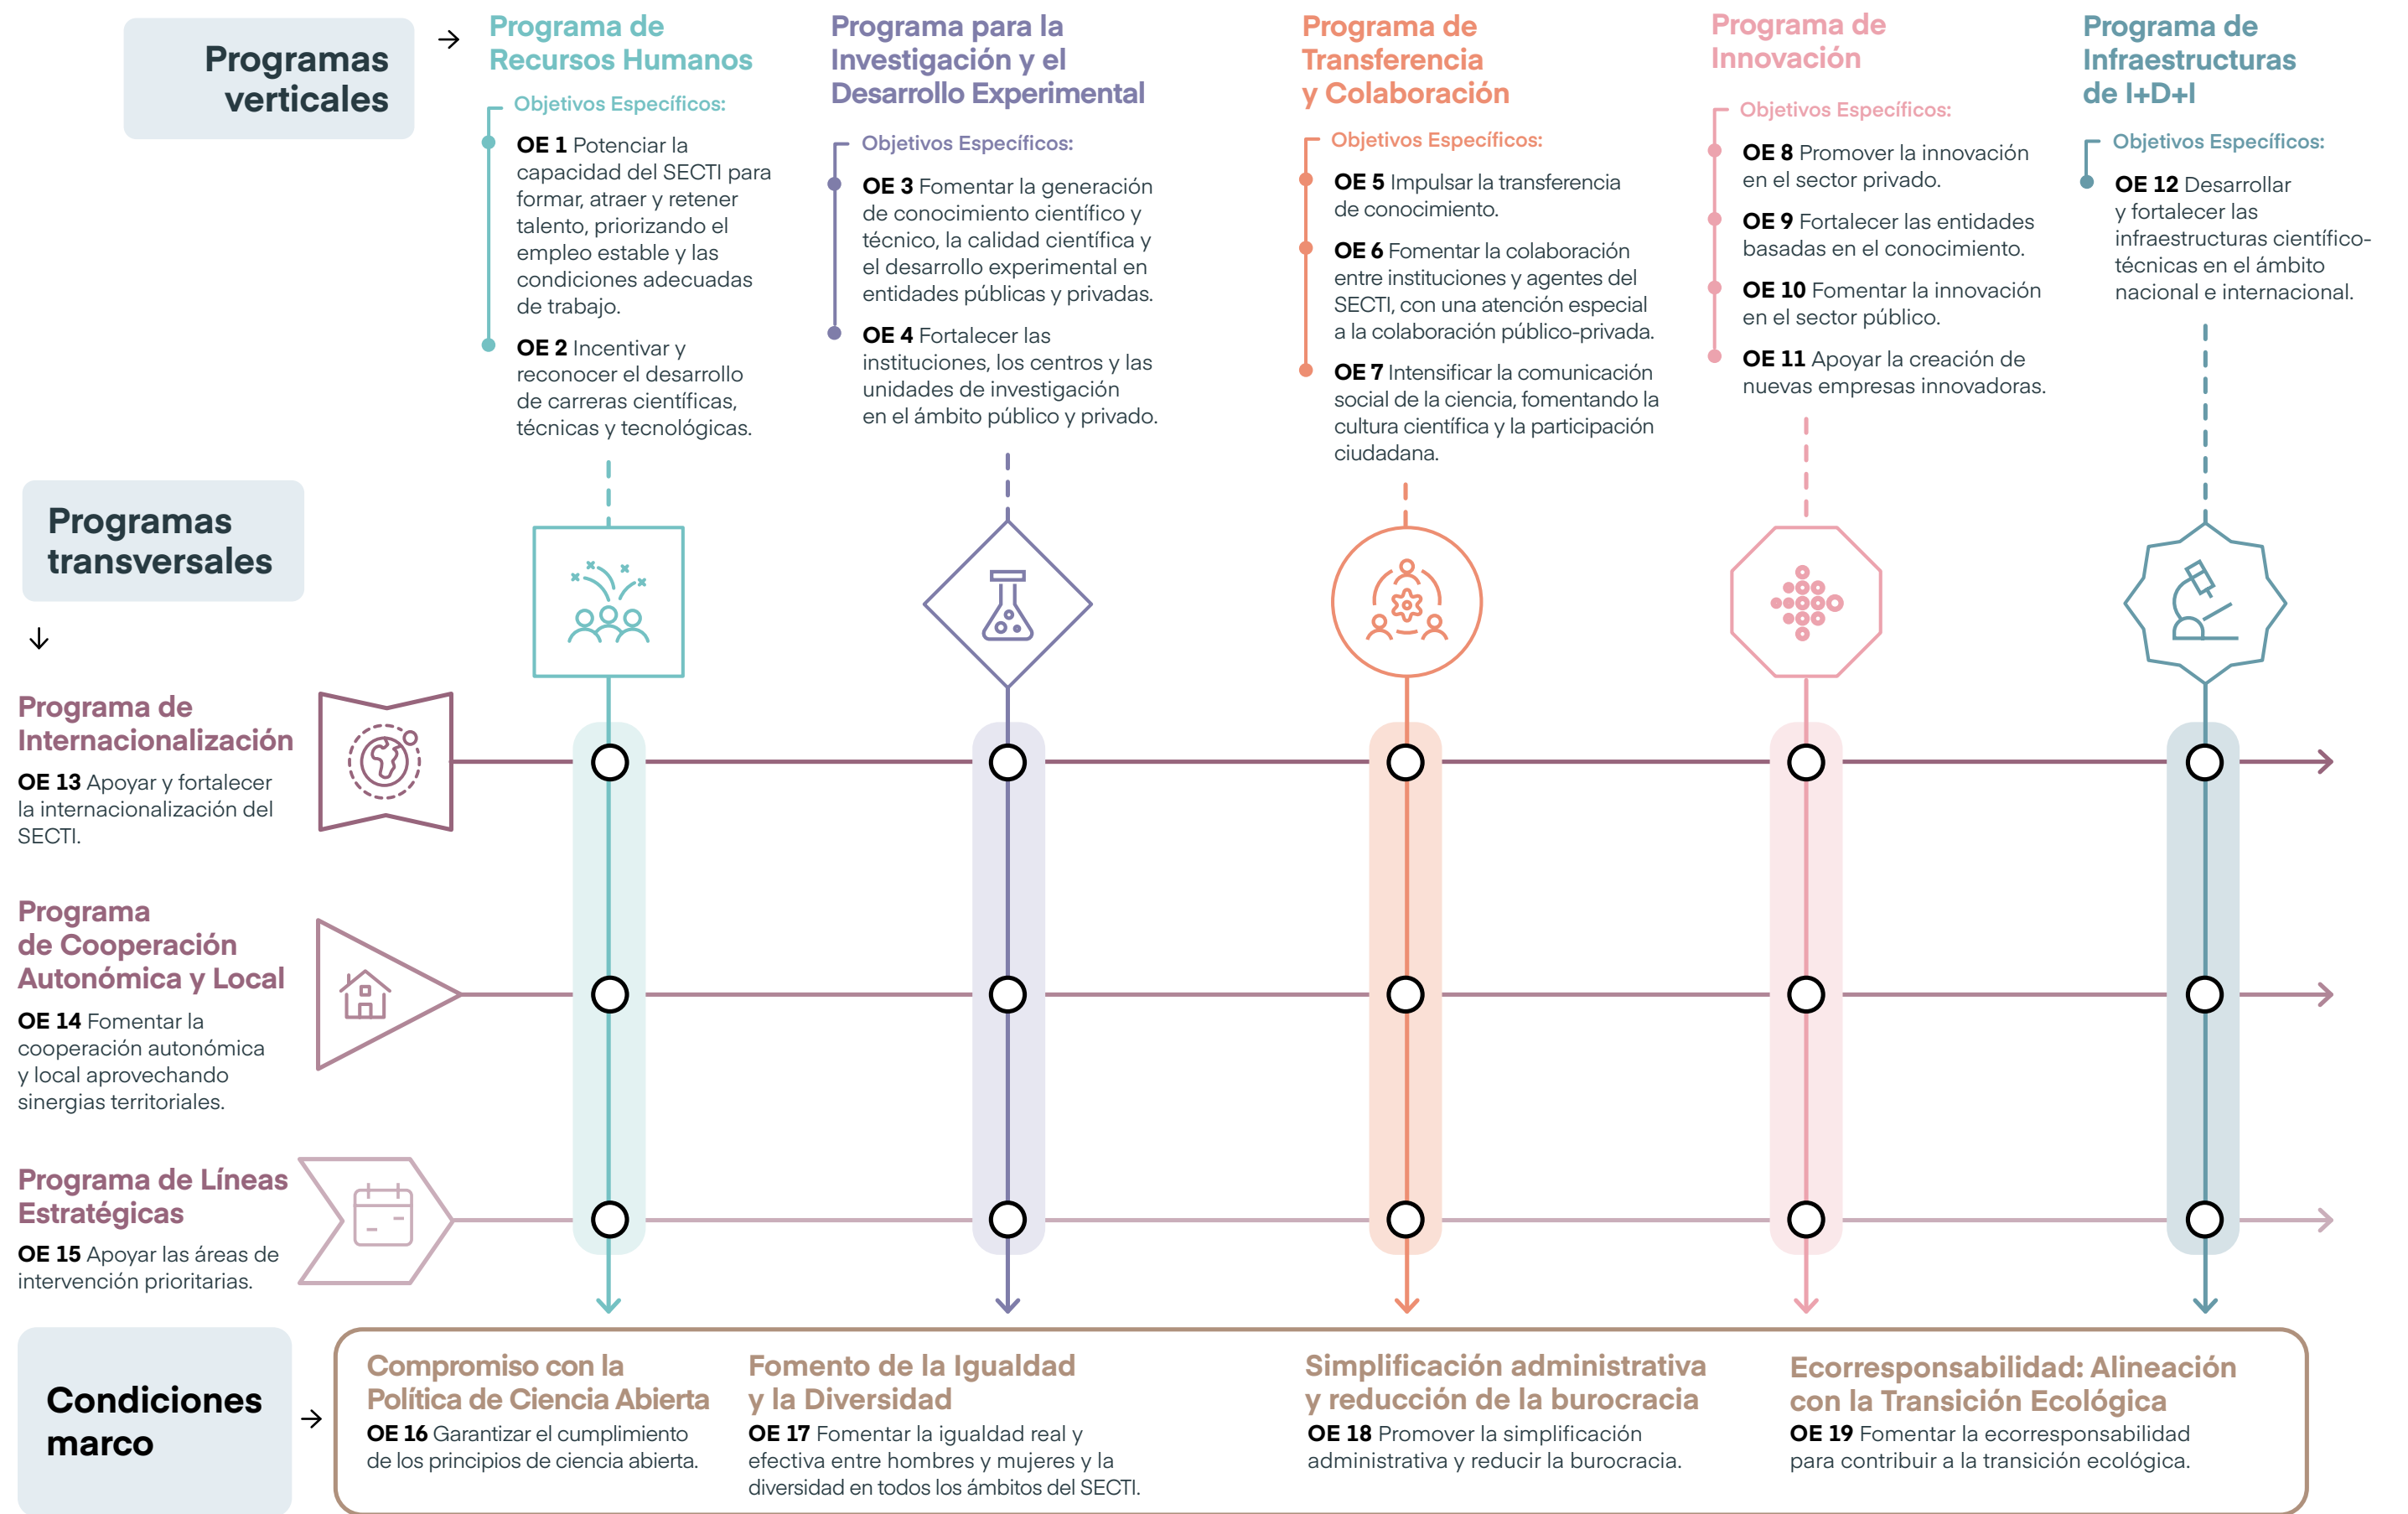 Programas
verticales
Programa de
Recursos Humanos
Objetivos Específicos:
OE 1 Potenciar la
capacidad del SECTI para
formar, atraer y retener
talento, priorizando el
empleo estable y las
condiciones adecuadas
de trabajo.
OE 2 Incentivar y
reconocer el desarrollo
de carreras científicas,
técnicas y tecnológicas.
Programa para la
Investigación y el
Desarrollo Experimental
Objetivos Específicos:
OE 3 Fomentar la generación
de conocimiento científico y
técnico, la calidad científica y
el desarrollo experimental en
entidades públicas y privadas.
OE 4 Fortalecer las
instituciones, los centros y las
unidades de investigación
en el ámbito público y privado.
Programa de
Transferencia
y Colaboración
Objetivos Específicos:
OE 5 Impulsar la transferencia
de conocimiento.
OE 6 Fomentar la colaboración
entre instituciones y agentes del
SECTI, con una atención especial
a la colaboración público-privada.
OE 7 Intensificar la comunicación
social de la ciencia, fomentando la
cultura científica y la participación
ciudadana.
Programa de
Innovación
Objetivos Específicos:
OE 8 Promover la innovación
en el sector privado.
OE 9 Fortalecer las entidades
basadas en el conocimiento.
OE 10 Fomentar la innovación
en el sector público.
OE 11 Apoyar la creación de
nuevas empresas innovadoras.
Programa de
Infraestructuras
de I+D+I
Objetivos Específicos:
OE 12 Desarrollar
y fortalecer las
infraestructuras científico-
técnicas en el ámbito
nacional e internacional.
Programas
transversales
Programa de
Internacionalización
OE 13 Apoyar y fortalecer
la internacionalización del
SECTI.
Programa
de Cooperación
Autonómica y Local
OE 14 Fomentar la
cooperación autonómica
y local aprovechando
sinergias territoriales.
Programa de Líneas
Estratégicas
OE 15 Apoyar las áreas de
intervención prioritarias.
Condiciones
marco
Compromiso con la
Política de Ciencia Abierta
OE 16 Garantizar el cumplimiento
de los principios de ciencia abierta.
Fomento de la Igualdad
y la Diversidad
OE 17 Fomentar la igualdad real y
efectiva entre hombres y mujeres y la
diversidad en todos los ámbitos del SECTI.
Simplificación administrativa
y reducción de la burocracia
OE 18 Promover la simplificación
administrativa y reducir la burocracia.
Ecorresponsabilidad: Alineación
con la Transición Ecológica
OE 19 Fomentar la ecorresponsabilidad
para contribuir a la transición ecológica.